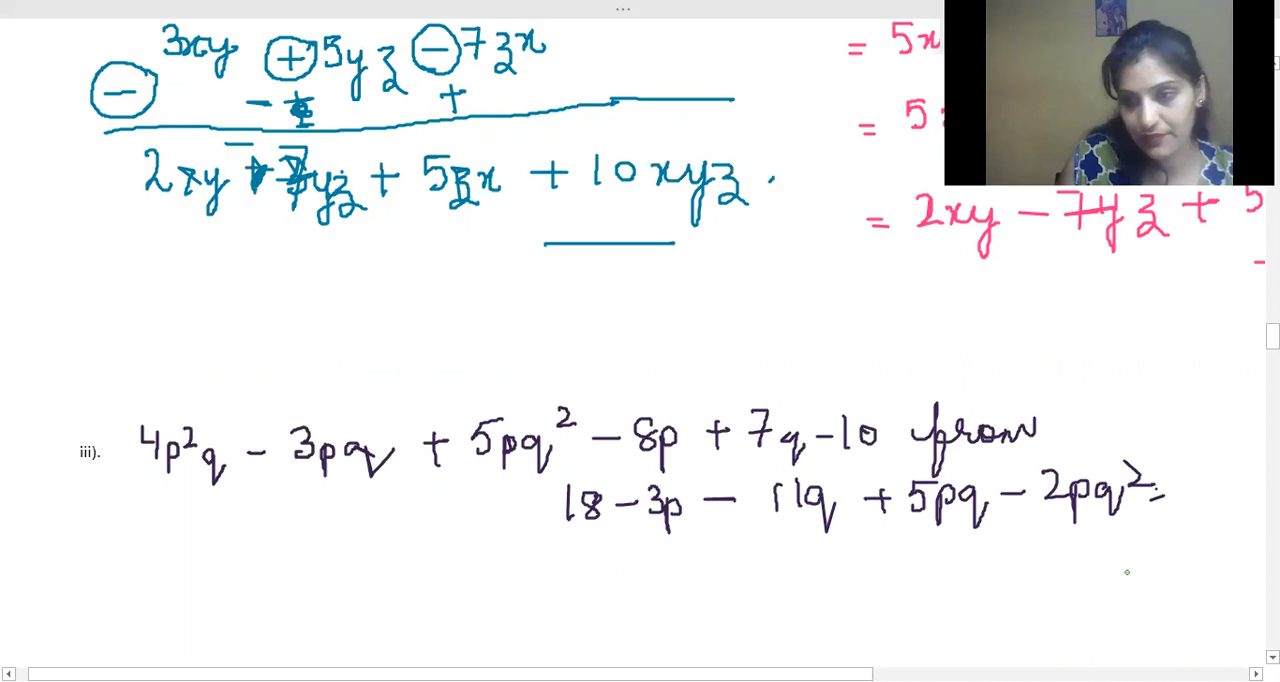 3xy + 5yz - 7zx
- - +
2xy - 7yz + 5zx + 10xyz.
= 5x
= 5
= 2xy - 7yz + 5
iii). 4p²q - 3pq + 5pq² - 8p + 7q - 10 from
18 - 3p - 11q + 5pq - 2pq²